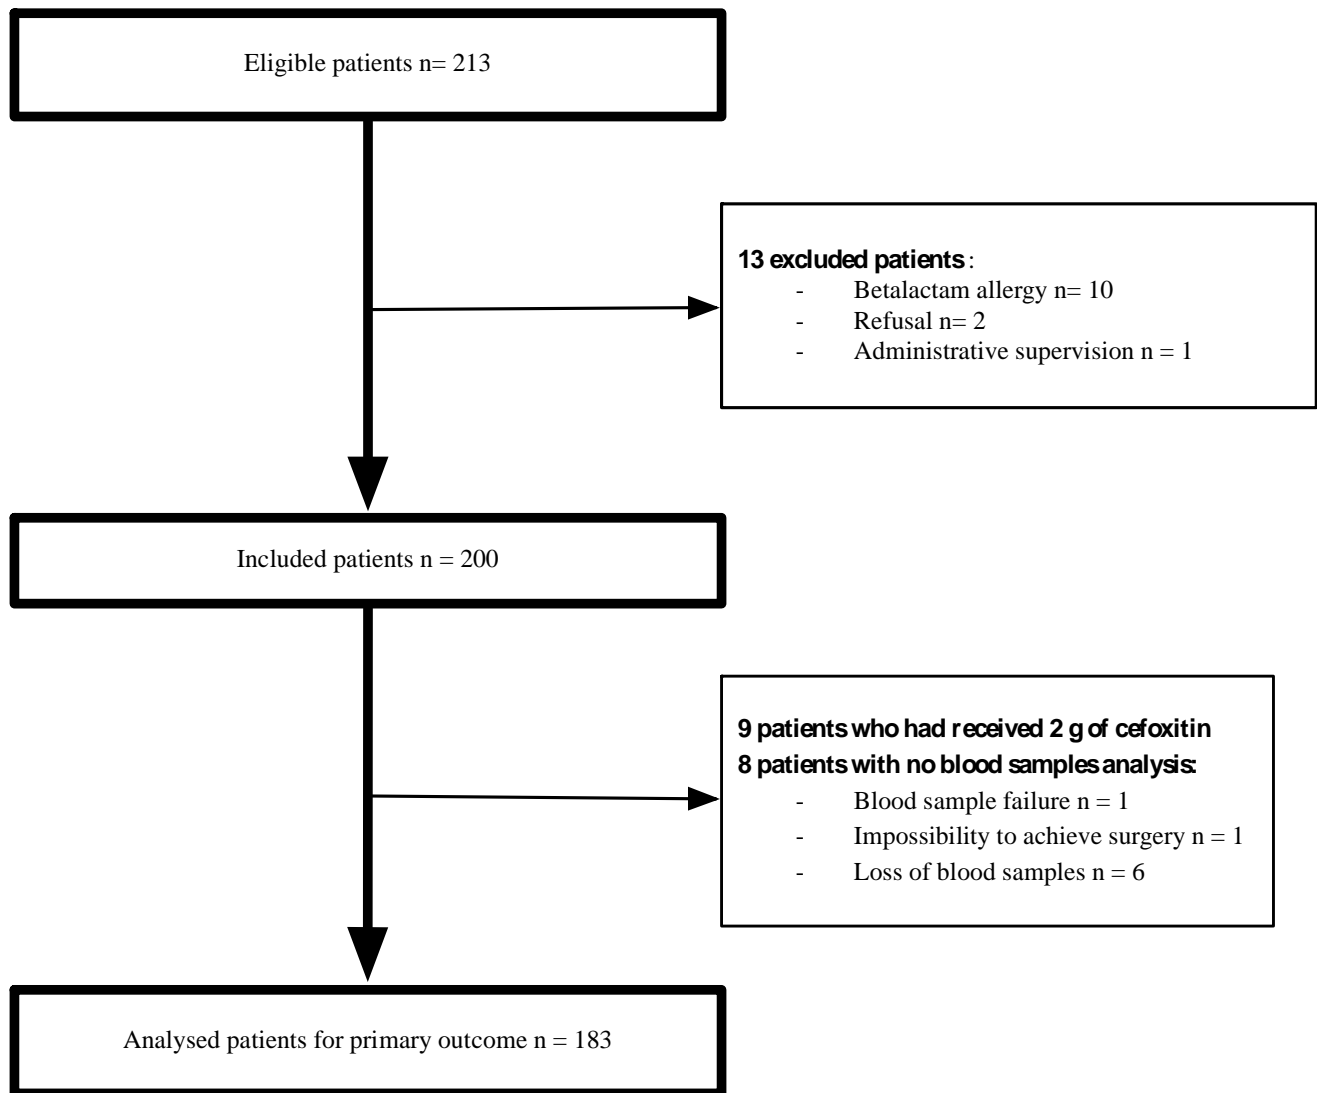 Eligible patients n= 213
13 excluded patients :
- Betalactam allergy n= 10
- Refusal n= 2
- Administrative supervision n = 1
Included patients n = 200
9 patients who had received 2 g of cefoxitin
8 patients with no blood samples analysis:
- Blood sample failure n = 1
- Impossibility to achieve surgery n = 1
- Loss of blood samples n = 6
Analysed patients for primary outcome n = 183